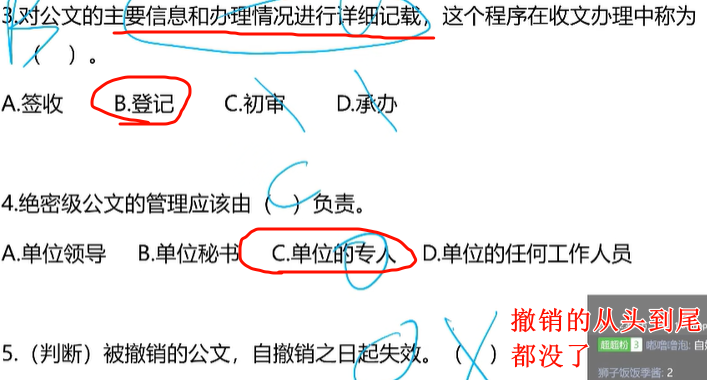 3.对公文的主要信息和办理情况进行详细记载，这个程序在收文办理中称为
（ ）。
A.签收 B.登记 C.初审 D.承办
C
4.绝密级公文的管理应该由（ ）负责。
A.单位领导 B.单位秘书 C.单位的专人 D.单位的任何工作人员
撤销的从头到尾
都没了
超超粉 3 嘟噜噜泡: 自
5.（判断）被撤销的公文，自撤销之日起失效。（ ）
狮子饭饭季酱: 2